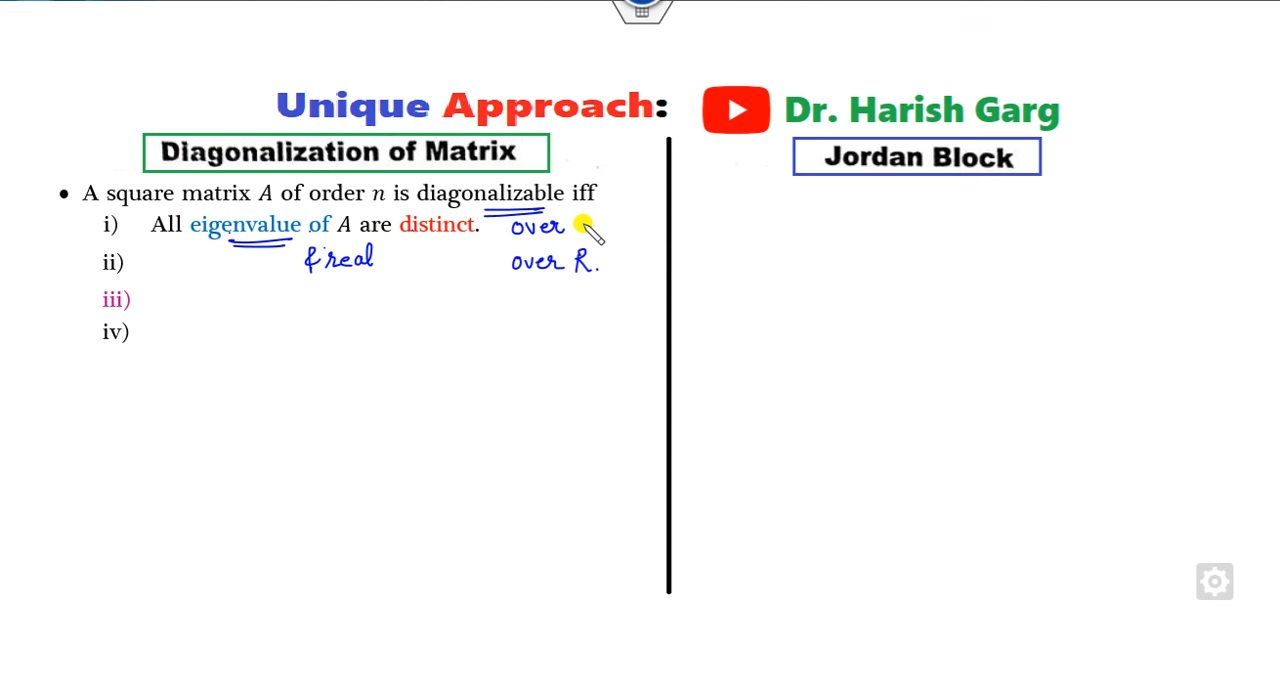 Unique Approach:
Dr. Harish Garg
Diagonalization of Matrix
• A square matrix A of order n is diagonalizable iff
i) All eigenvalue of A are distinct. over
ii) & real over R.
iii)
iv)
Jordan Block